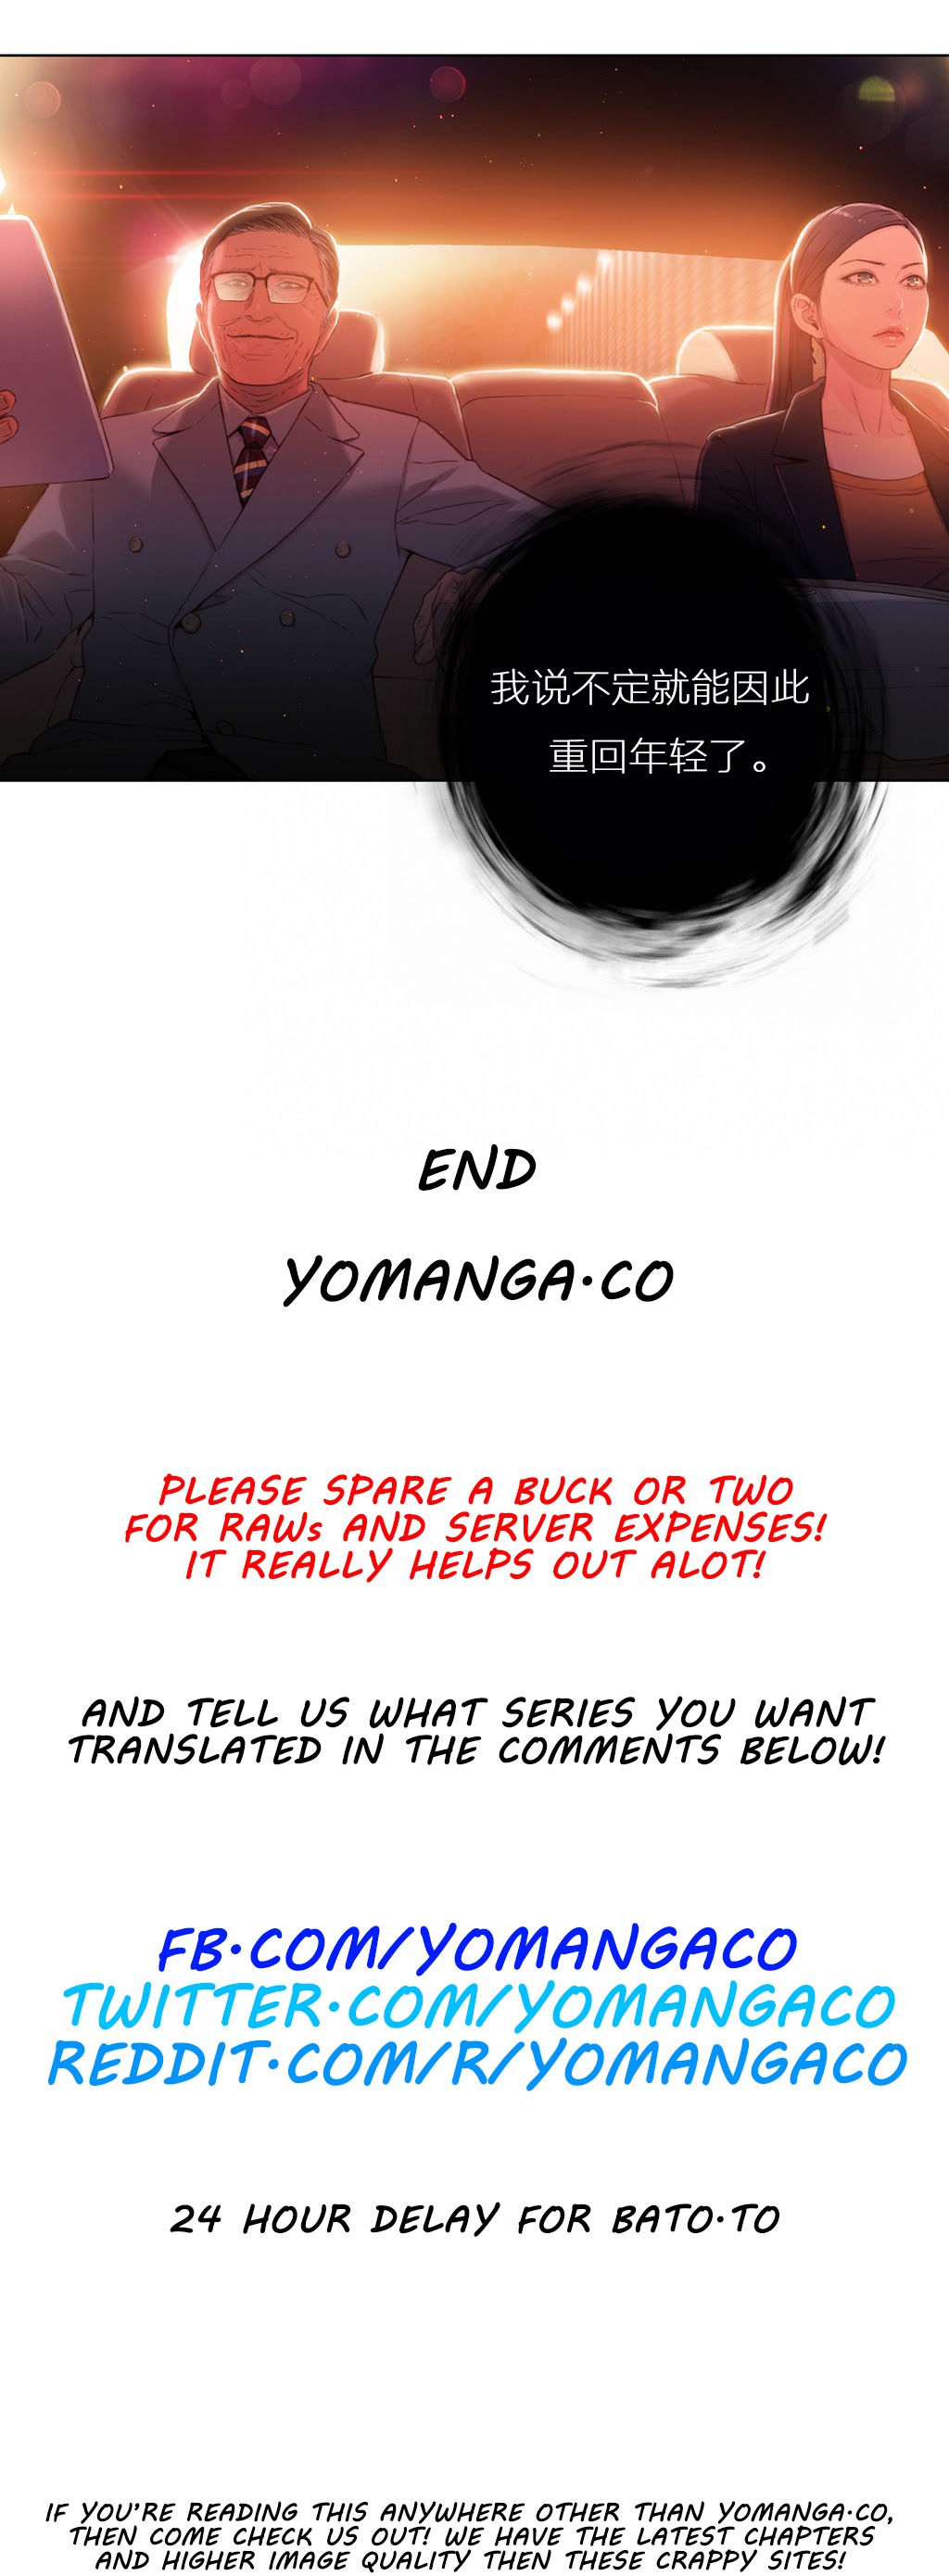 我说不定就能因此
重回年轻了。
END
YOMANGA.CO
PLEASE SPARE A BUCK OR TWO
FOR RAWs AND SERVER EXPENSES!
IT REALLY HELPS OUT ALOT!
AND TELL US WHAT SERIES YOU WANT
TRANSLATED IN THE COMMENTS BELOW!
FB.COM/YOMANGACO
TWITTER.COM/YOMANGACO
REDDIT.COM/R/YOMANGACO
24 HOUR DELAY FOR BATO.TO
IF YOU'RE READING THIS ANYWHERE OTHER THAN YOMANGA.CO,
THEN COME CHECK US OUT! WE HAVE THE LATEST CHAPTERS
AND HIGHER IMAGE QUALITY THEN THESE CRAPPY SITES!